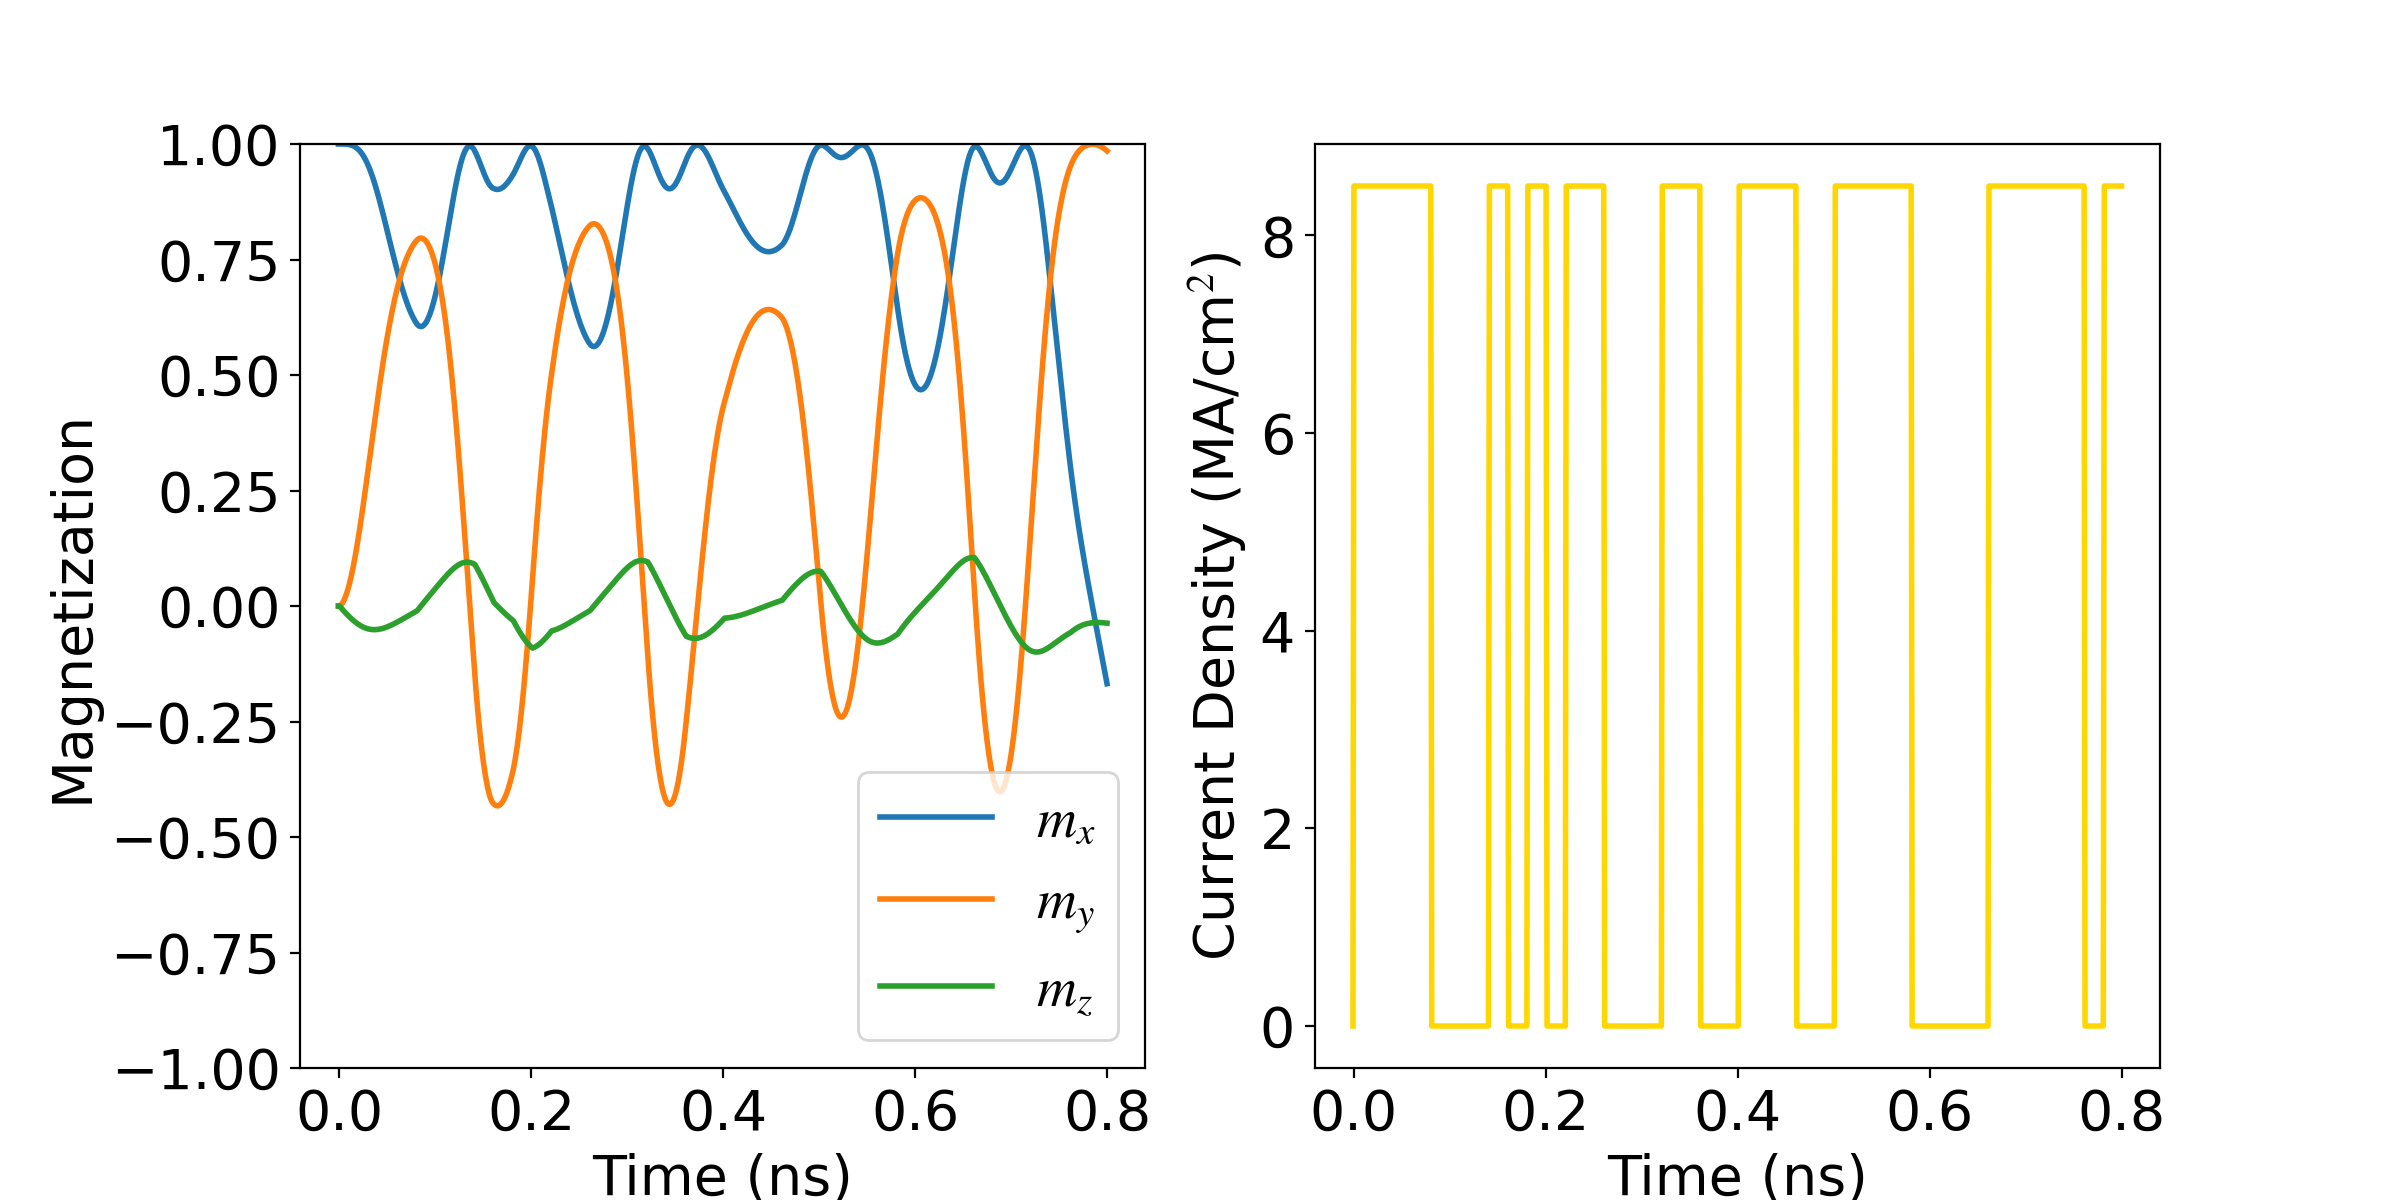 Magnetization
1.00
0.75
0.50
0.25
0.00
−0.25
−0.50
−0.75
−1.00
0.0 0.2 0.4 0.6 0.8
Time (ns)
m_x
m_y
m_z
Current Density (MA/cm²)
8
6
4
2
0
0.0 0.2 0.4 0.6 0.8
Time (ns)